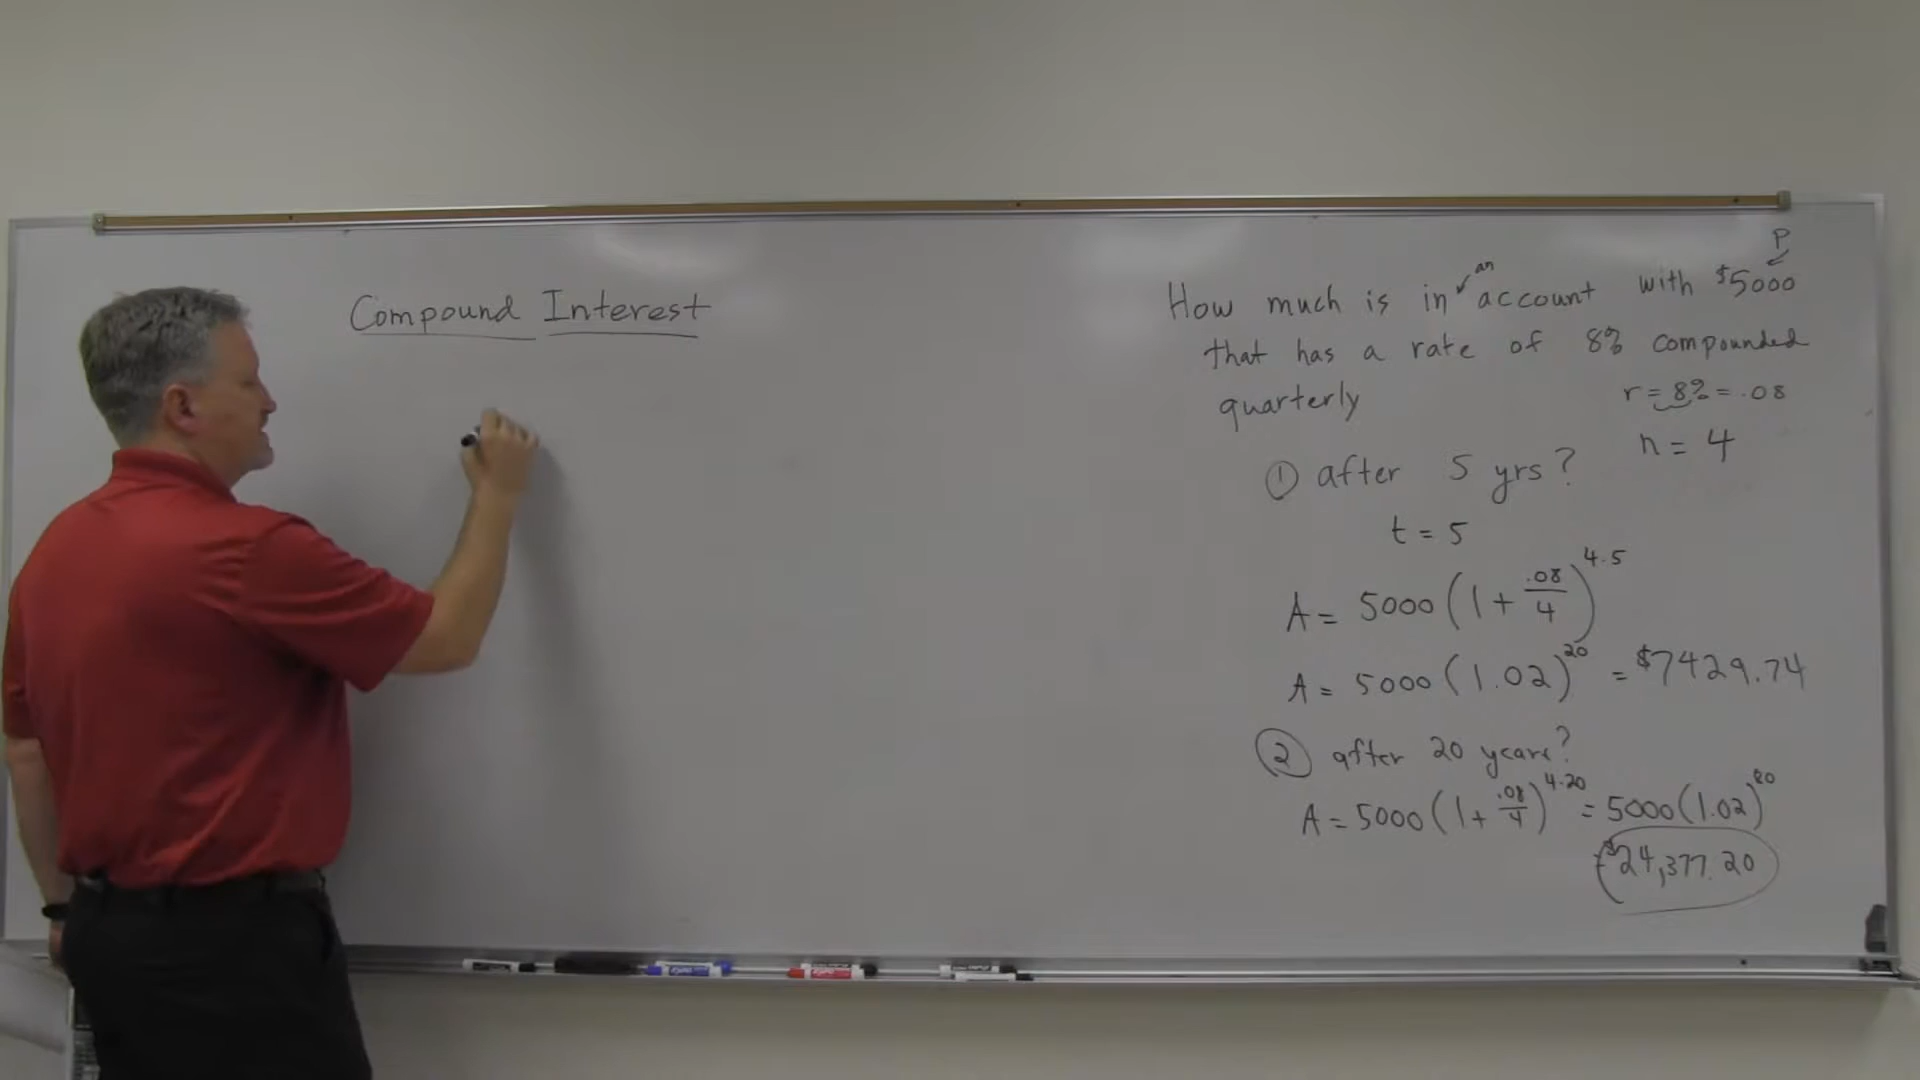 Compound Interest
P
an
How much is in account with $5000
that has a rate of 8% compounded
quarterly
r = 8% = .08
n = 4
① after 5 yrs?
t = 5
A = 5000 (1 + .08/4)^4·5
A = 5000 (1.02)^20 = $7429.74
② after 20 years?
A = 5000 (1 + .08/4)^4·20 = 5000 (1.02)^80
= $24,377.20